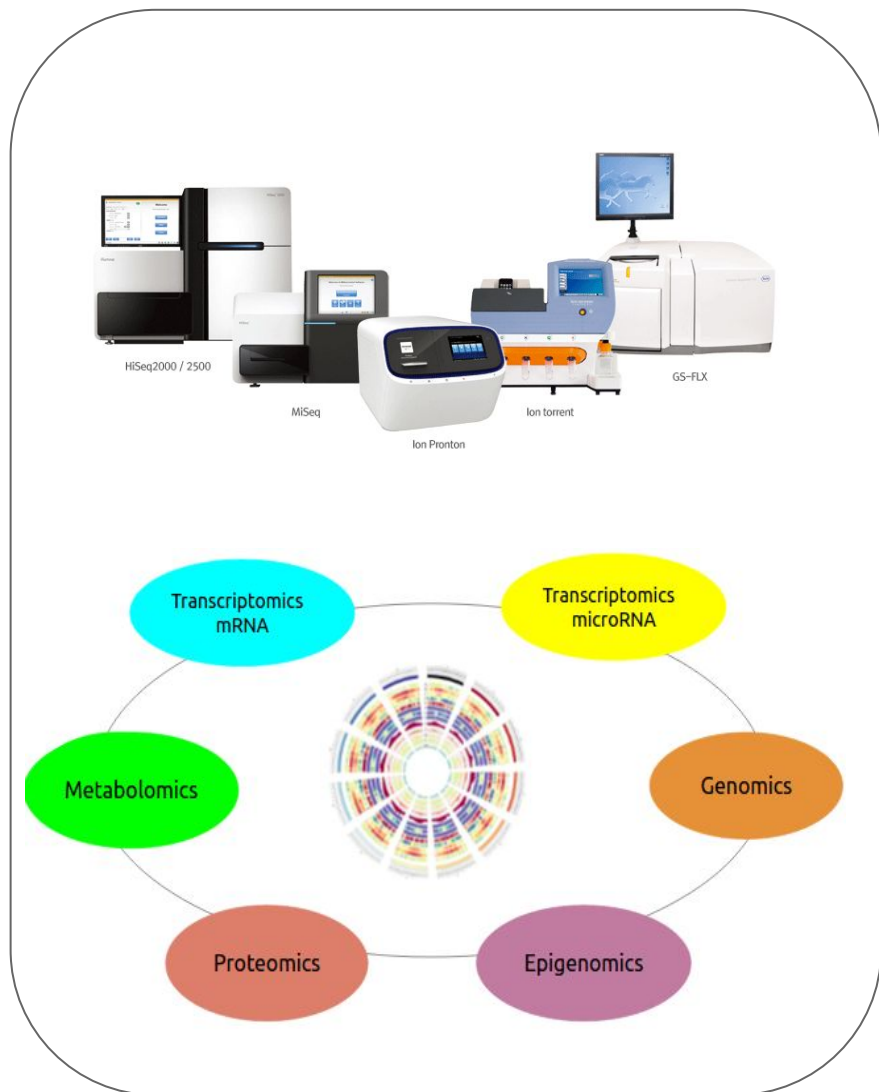 HiSeq2000 / 2500
MiSeq
Ion Pronton
Ion torrent
GS-FLX
Transcriptomics
mRNA
Transcriptomics
microRNA
Metabolomics
Genomics
Proteomics
Epigenomics